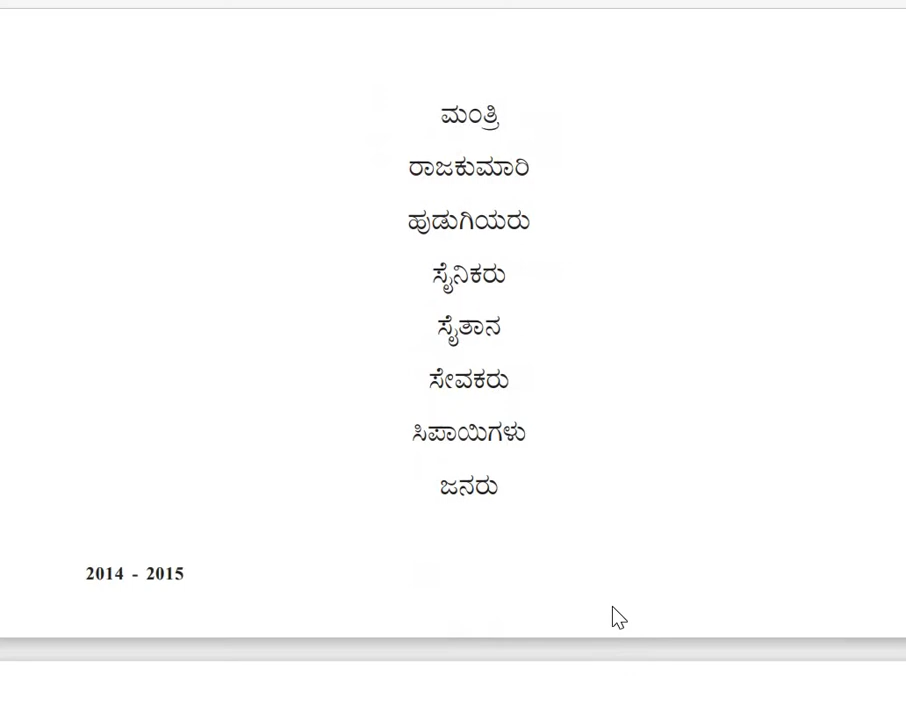 ಮಂತ್ರಿ
ರಾಜಕುಮಾರಿ
ಹುಡುಗಿಯರು
ಸೈನಿಕರು
ಸೈತಾನ
ಸೇವಕರು
ಸಿಪಾಯಿಗಳು
ಜನರು
2014 - 2015